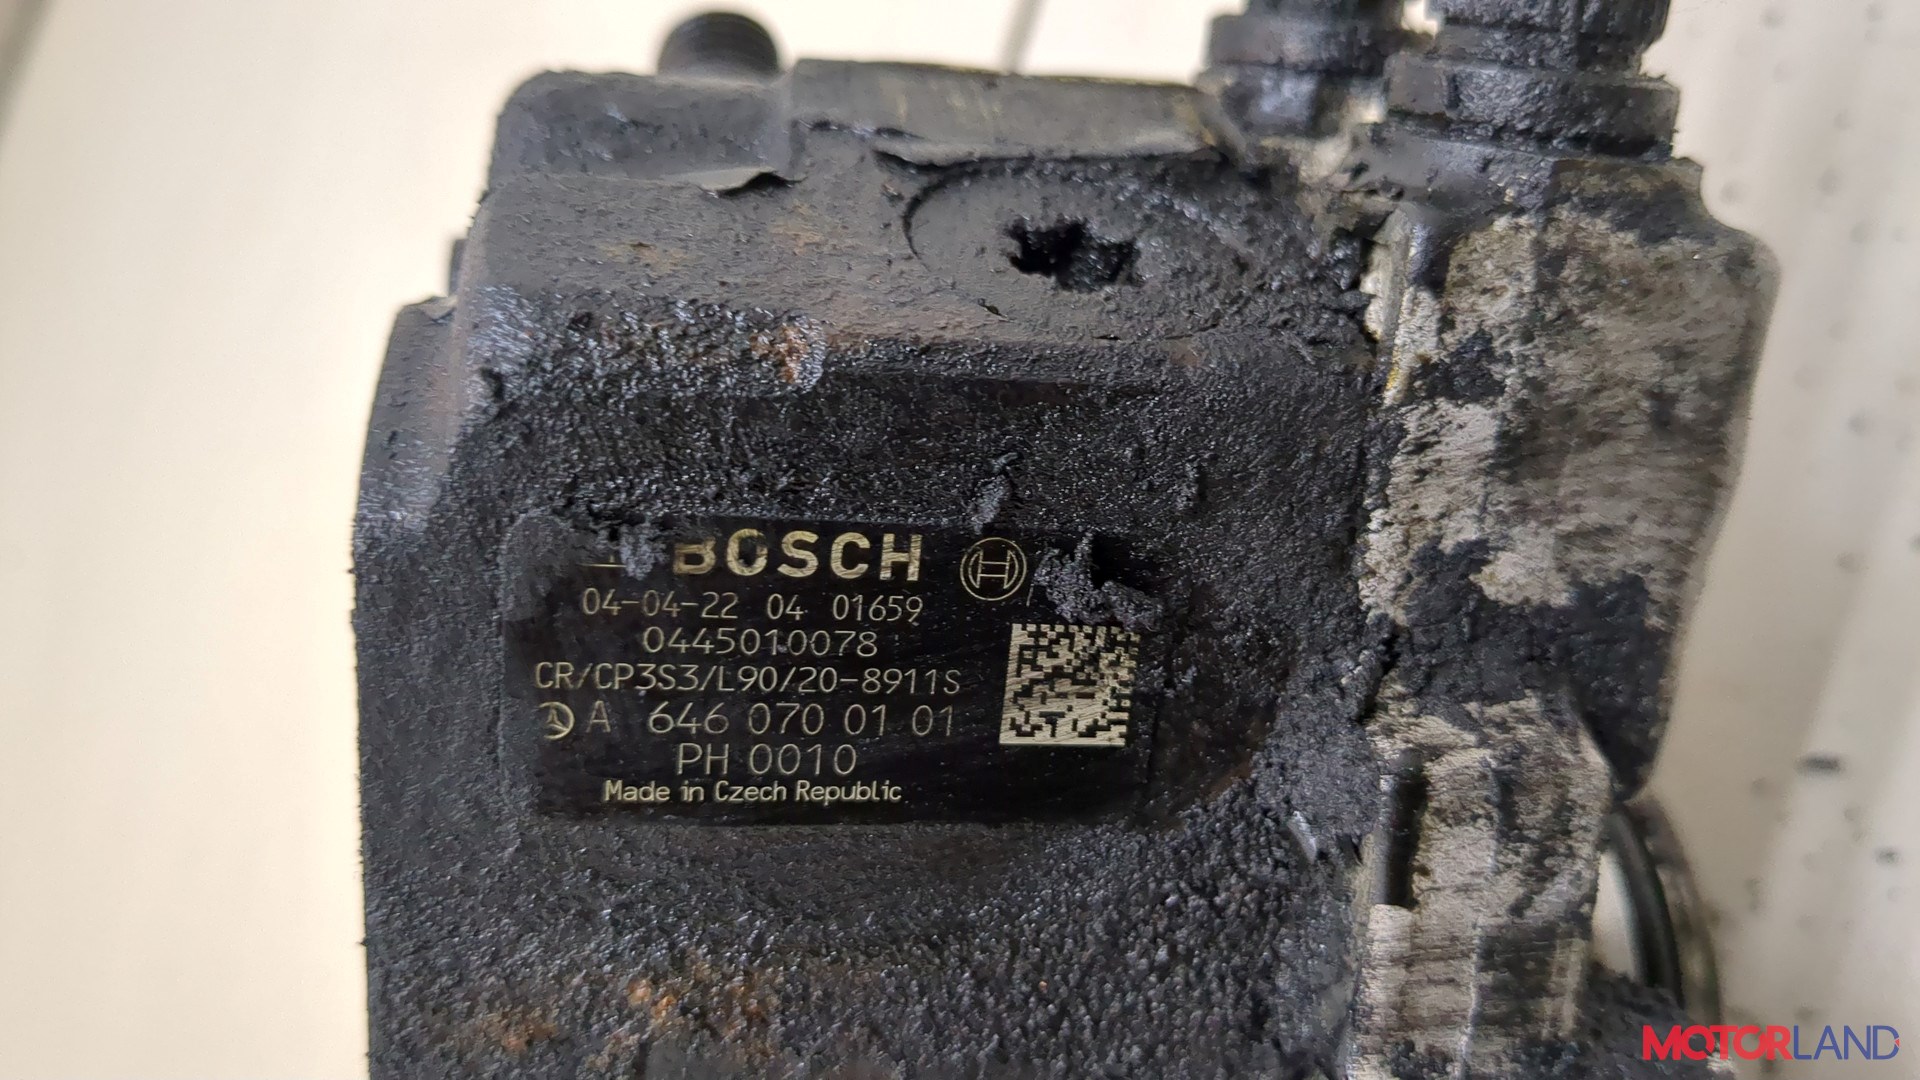 BOSCH
04-04-22 04 01659
0445010078
CR/CP3S3/L90/20-8911S
A 646 070 01 01
PH 0010
Made in Czech Republic
MOTORLAND